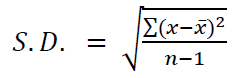 S.D. = √(∑(x−x̄)²/(n−1))